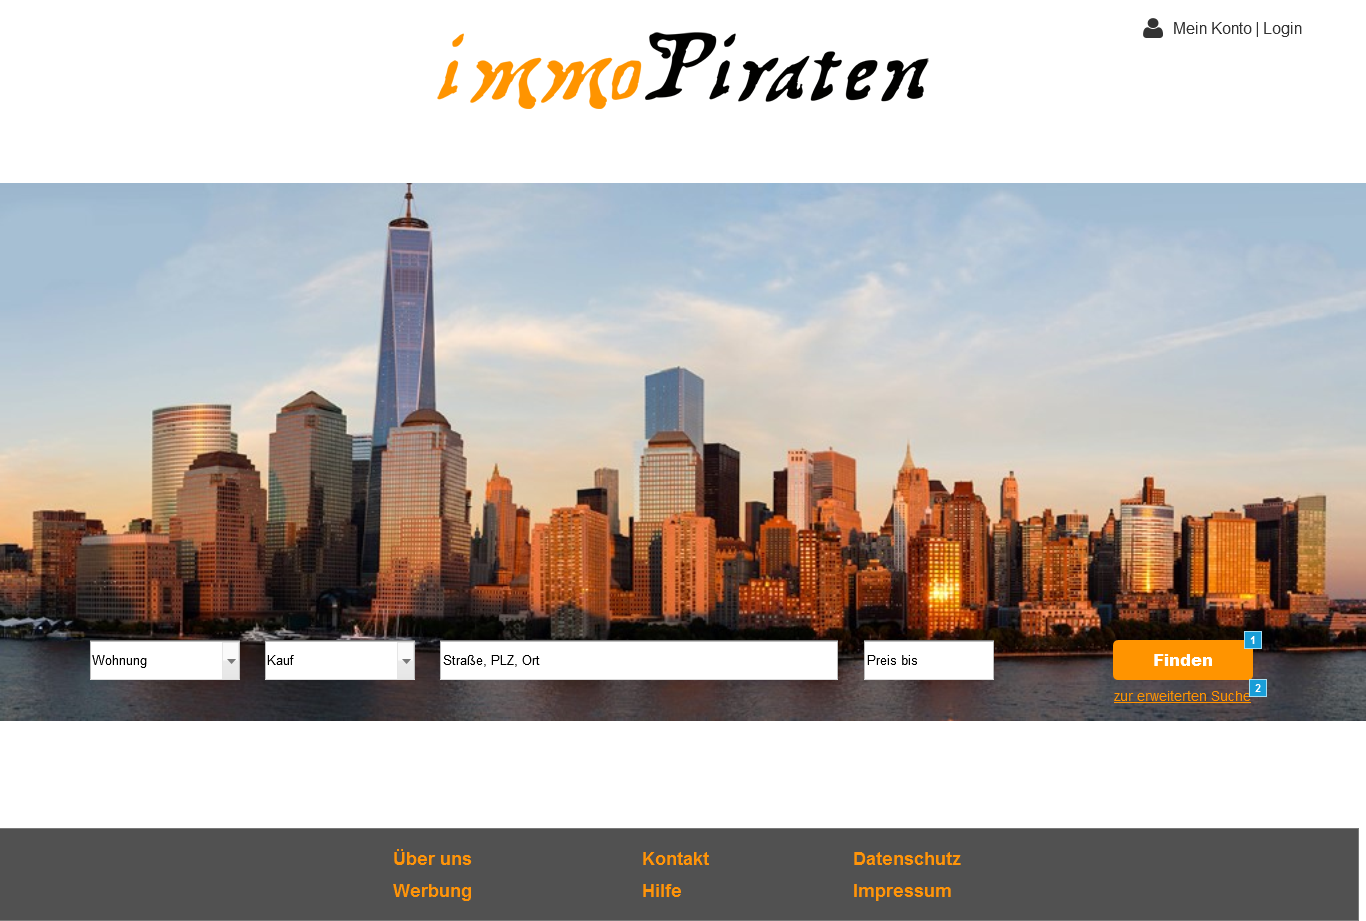 Mein Konto | Login
immoPiraten
Wohnung
Kauf
Straße, PLZ, Ort
Preis bis
Finden
1
zur erweiterten Suche
2
Über uns
Kontakt
Datenschutz
Werbung
Hilfe
Impressum